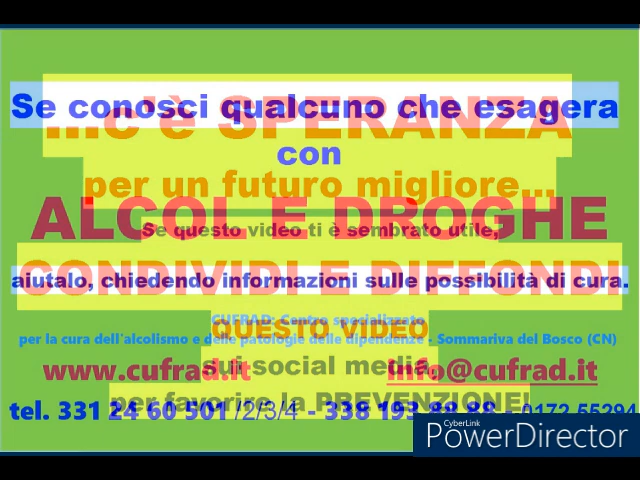 Se conosci qualcuno che esagera
...c'è SPERANZA
con
per un futuro migliore...
ALCOL E DROGHE
Se questo video ti è sembrato utile,
CONDIVIDI E DIFFONDI
aiutalo, chiedendo informazioni sulle possibilità di cura.
CUFRAD: Centro specializzato
QUESTO VIDEO
per la cura dell'alcolismo e delle patologie delle dipendenze - Sommariva del Bosco (CN)
sui social media,
www.cufrad.it info@cufrad.it
per favorire la PREVENZIONE!
tel. 331 24 60 501 /2/3/4 - 338 193 88 88 - 0172 55294
CyberLink
PowerDirector